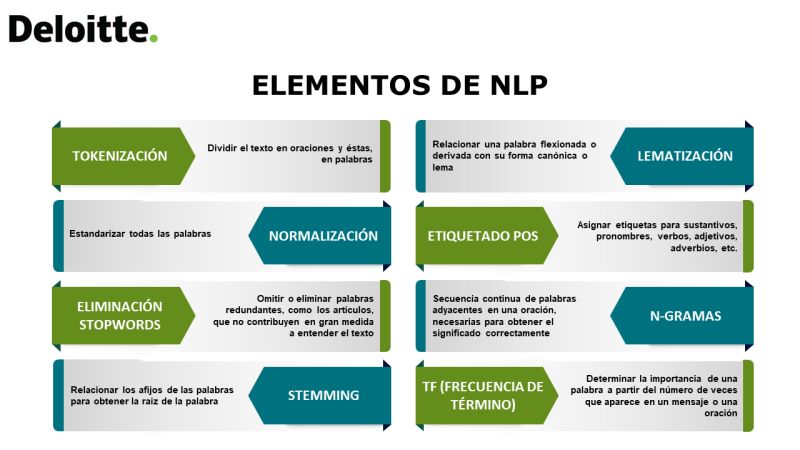 Deloitte.
ELEMENTOS DE NLP
TOKENIZACIÓN
Dividir el texto en oraciones y éstas,
en palabras
Relacionar una palabra flexionada o
derivada con su forma canónica o
lema
LEMATIZACIÓN
Estandarizar todas las palabras
NORMALIZACIÓN
ETIQUETADO POS
Asignar etiquetas para sustantivos,
pronombres, verbos, adjetivos,
adverbios, etc.
ELIMINACIÓN
STOPWORDS
Omitir o eliminar palabras
redundantes, como los artículos,
que no contribuyen en gran medida
a entender el texto
Secuencia continua de palabras
adyacentes en una oración,
necesarias para obtener el
significado correctamente
N-GRAMAS
Relacionar los afijos de las palabras
para obtener la raíz de la palabra
STEMMING
TF (FRECUENCIA DE
TÉRMINO)
Determinar la importancia de una
palabra a partir del número de veces
que aparece en un mensaje o una
oración